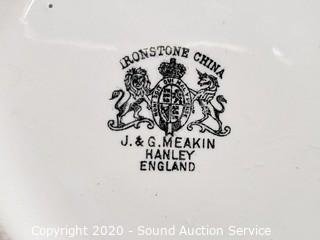 IRONSTONE CHINA
J. & G. MEAKIN
HANLEY
ENGLAND
Copyright 2020 - Sound Auction Service